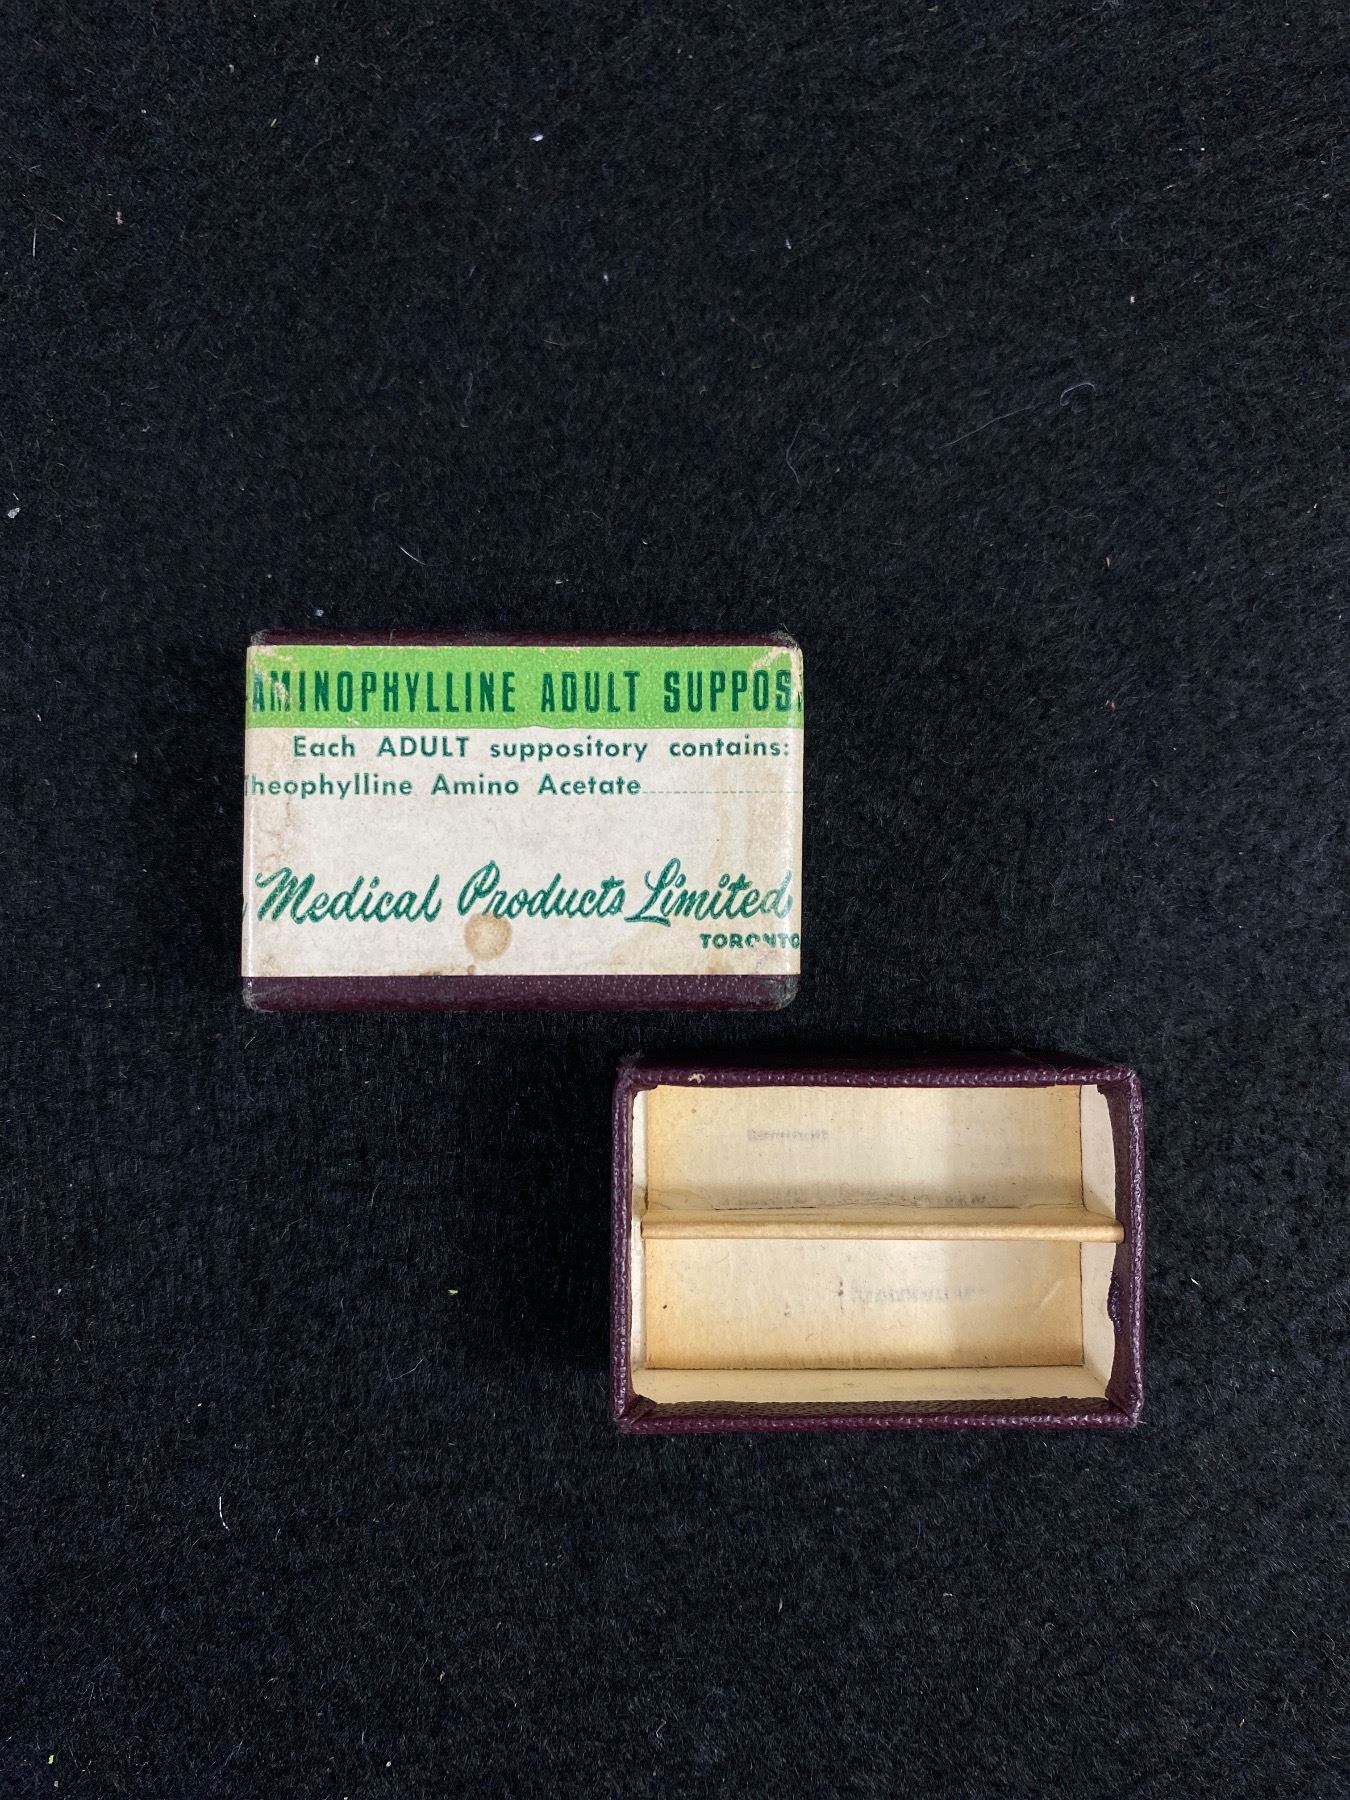 AMINOPHYLLINE ADULT SUPPOS
Each ADULT suppository contains:
Theophylline Amino Acetate
Medical Products Limited
TORONTO